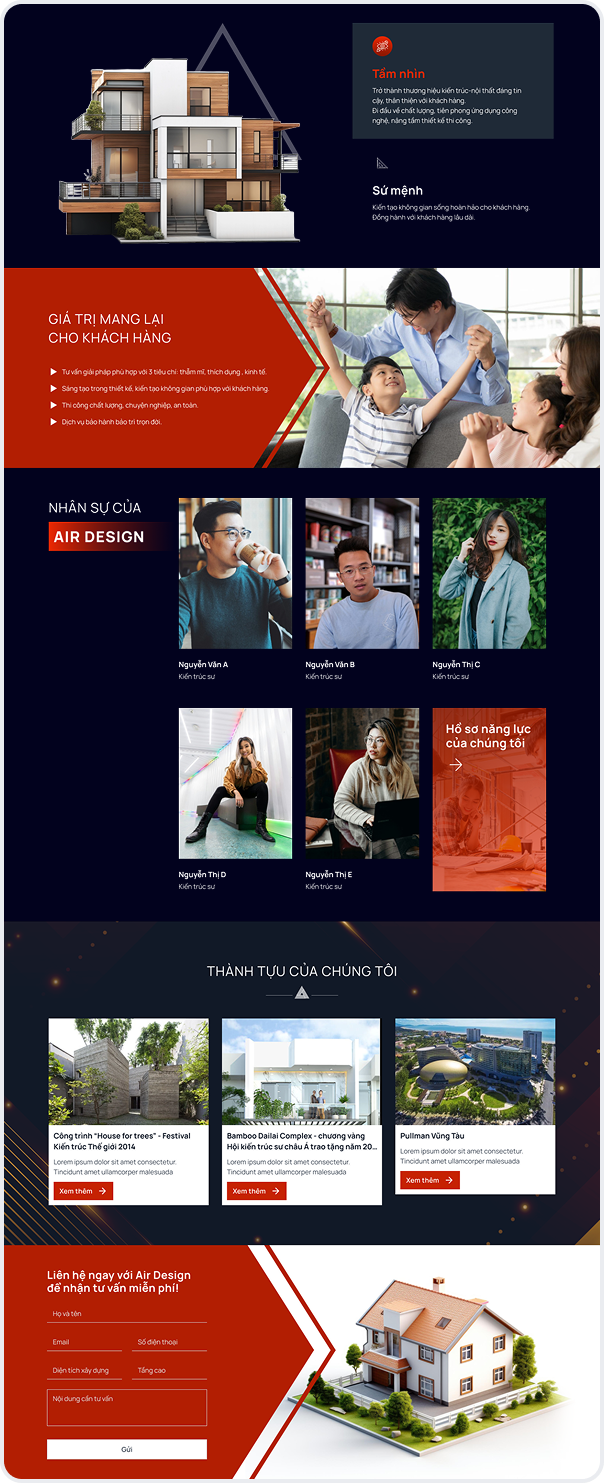 Tầm nhìn
Trở thành thương hiệu kiến trúc-nội thất đáng tin
cậy, thân thiện với khách hàng.
Đi đầu về chất lượng, tiên phong ứng dụng công
nghệ, nâng tầm thiết kế thi công.
Sứ mệnh
Kiến tạo không gian sống hoàn hảo cho khách hàng.
Đồng hành với khách hàng lâu dài.
GIÁ TRỊ MANG LẠI
CHO KHÁCH HÀNG
Tư vấn giải pháp phù hợp với 3 tiêu chí: thẩm mĩ, thích dụng , kinh tế.
Sáng tạo trong thiết kế, kiến tạo không gian phù hợp với khách hàng.
Thi công chất lượng, chuyên nghiệp, an toàn.
Dịch vụ bảo hành bảo trì trọn đời.
NHÂN SỰ CỦA
AIR DESIGN
Nguyễn Văn A
Kiến trúc sư
Nguyễn Văn B
Kiến trúc sư
Nguyễn Thị C
Kiến trúc sư
Nguyễn Thị D
Kiến trúc sư
Nguyễn Thị E
Kiến trúc sư
Hồ sơ năng lực
của chúng tôi
THÀNH TỰU CỦA CHÚNG TÔI
Công trình “House for trees” - Festival
Kiến trúc Thế giới 2014
Lorem ipsum dolor sit amet consectetur.
Tincidunt amet ullamcorper malesuada
Xem thêm
Bamboo Dailai Complex - chương vàng
Hội kiến trúc sư châu Á trao tặng năm 20...
Lorem ipsum dolor sit amet consectetur.
Tincidunt amet ullamcorper malesuada
Xem thêm
Pullman Vũng Tàu
Lorem ipsum dolor sit amet consectetur.
Tincidunt amet ullamcorper malesuada
Xem thêm
Liên hệ ngay với Air Design
để nhận tư vấn miễn phí!
Họ và tên
Email
Số điện thoại
Diện tích xây dựng
Tầng cao
Nội dung cần tư vấn
Gửi